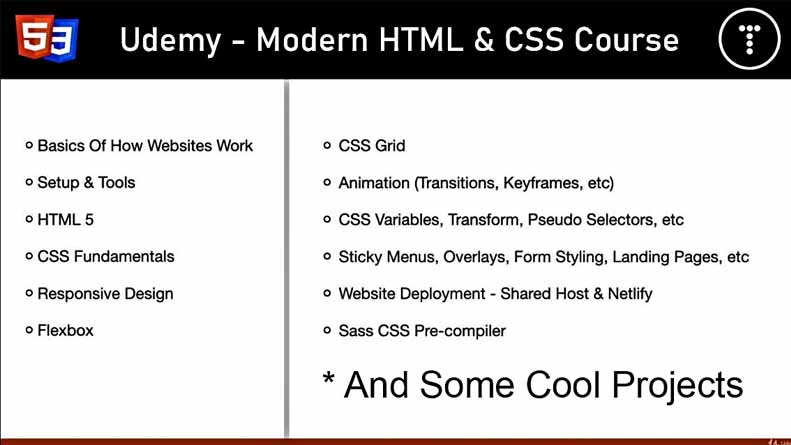 5 3
Udemy - Modern HTML & CSS Course
Basics Of How Websites Work
Setup & Tools
HTML 5
CSS Fundamentals
Responsive Design
Flexbox
CSS Grid
Animation (Transitions, Keyframes, etc)
CSS Variables, Transform, Pseudo Selectors, etc
Sticky Menus, Overlays, Form Styling, Landing Pages, etc
Website Deployment - Shared Host & Netlify
Sass CSS Pre-compiler
* And Some Cool Projects